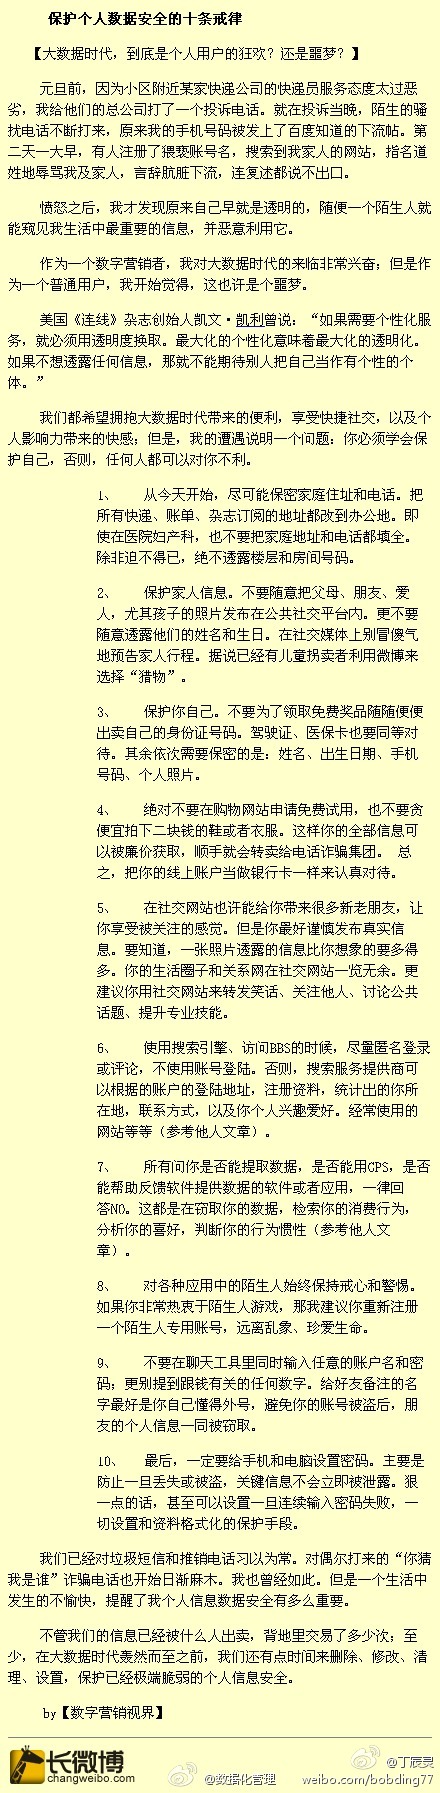 保护个人数据安全的十条戒律
【大数据时代，到底是个人用户的狂欢？还是噩梦？】
元旦前，因为小区附近某家快递公司的快递员服务态度太过恶
劣，我给他们的总公司打了一个投诉电话。就在投诉当晚，陌生的骚
扰电话不断打来，原来我的手机号码被发上了百度知道的下流帖。第
二天一大早，有人注册了猥亵账号名，搜索到我家人的网站，指名道
姓地辱骂我及家人，言辞肮脏下流，连复述都说不出口。
愤怒之后，我才发现原来自己早就是透明的，随便一个陌生人就
能窥见我生活中最重要的信息，并恶意利用它。
作为一个数字营销者，我对大数据时代的来临非常兴奋；但是作
为一个普通用户，我开始觉得，这也许是个噩梦。
美国《连线》杂志创始人凯文·凯利曾说：“如果需要个性化服
务，就必须用透明度换取。最大化的个性化意味着最大化的透明化。
如果不想透露任何信息，那就不能期待别人把自己当作有个性的个
体。”
我们都希望拥抱大数据时代带来的便利，享受快捷社交，以及个
人影响力带来的快感；但是，我的遭遇说明一个问题：你必须学会保
护自己，否则，任何人都可以对你不利。
1、 从今天开始，尽可能保密家庭住址和电话。把
所有快递、账单、杂志订阅的地址都改到办公地。即
使在医院妇产科，也不要把家庭地址和电话都填全。
除非迫不得已，绝不透露楼层和房间号码。
2、 保护家人信息。不要随意把父母、朋友、爱
人，尤其孩子的照片发布在公共社交平台内。更不要
随意透露他们的姓名和生日。在社交媒体上别冒傻气
地预告家人行程。据说已经有儿童拐卖者利用微博来
选择“猎物”。
3、 保护你自己。不要为了领取免费奖品随随便便
出卖自己的身份证号码。驾驶证、医保卡也要同等对
待。其余依次需要保密的是：姓名、出生日期、手机
号码、个人照片。
4、 绝对不要在购物网站申请免费试用，也不要贪
便宜拍下二块钱的鞋或者衣服。这样你的全部信息可
以被廉价获取，顺手就会转卖给电话诈骗集团。 总
之，把你的线上账户当做银行卡一样来认真对待。
5、 在社交网站也许能给你带来很多新老朋友，让
你享受被关注的感觉。但是你最好谨慎发布真实信
息。要知道，一张照片透露的信息比你想象的要多得
多。你的生活圈子和关系网在社交网站一览无余。更
建议你用社交网站来转发笑话、关注他人、讨论公共
话题、提升专业技能。
6、 使用搜索引擎、访问BBS的时候，尽量匿名登录
或评论，不使用账号登陆。否则，搜索服务提供商可
以根据的账户的登陆地址，注册资料，统计出的你所
在地，联系方式，以及你个人兴趣爱好。经常使用的
网站等等（参考他人文章）。
7、 所有问你是否能提取数据，是否能用GPS，是否
能帮助反馈软件提供数据的软件或者应用，一律回
答NO。这都是在窃取你的数据，检索你的消费行为，
分析你的喜好，判断你的行为惯性（参考他人文
章）。
8、 对各种应用中的陌生人始终保持戒心和警惕。
如果你非常热衷于陌生人游戏，那我建议你重新注册
一个陌生人专用账号，远离乱象、珍爱生命。
9、 不要在聊天工具里同时输入任意的账户名和密
码；更别提到跟钱有关的任何数字。给好友备注的名
字最好是你自己懂得外号，避免你的账号被盗后，朋
友的个人信息一同被窃取。
10、 最后，一定要给手机和电脑设置密码。主要是
防止一旦丢失或被盗，关键信息不会立即被泄露。狠
一点的话，甚至可以设置一旦连续输入密码失败，一
切设置和资料格式化的保护手段。
我们已经对垃圾短信和推销电话习以为常。对偶尔打来的“你猜
我是谁”诈骗电话也开始日渐麻木。我也曾经如此。但是一个生活中
发生的不愉快，提醒了我个人信息数据安全有多么重要。
不管我们的信息已经被什么人出卖，背地里交易了多少次；至
少，在大数据时代轰然而至之前，我们还有点时间来删除、修改、清
理、设置，保护已经极端脆弱的个人信息安全。
by【数字营销视界】
长微博
changweibo.com
@数据化管理
@丁辰灵
weibo.com/bobding77